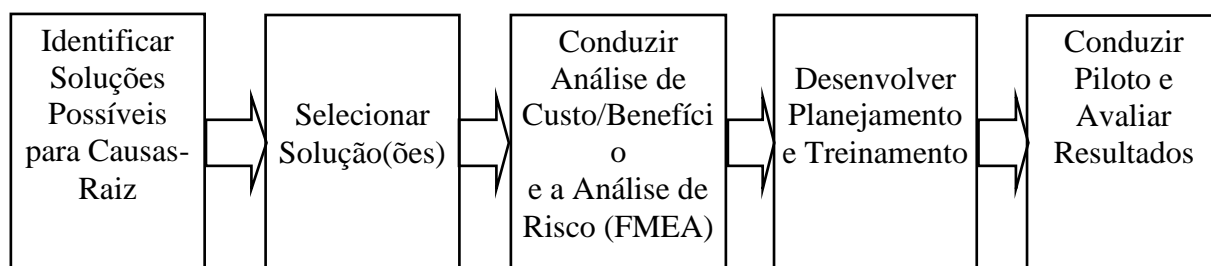 Identificar
Soluções
Possíveis
para Causas-
Raiz
Selecionar
Solução(ões)
Conduzir
Análise de
Custo/Benefíci
o
e a Análise de
Risco (FMEA)
Desenvolver
Planejamento
e Treinamento
Conduzir
Piloto e
Avaliar
Resultados